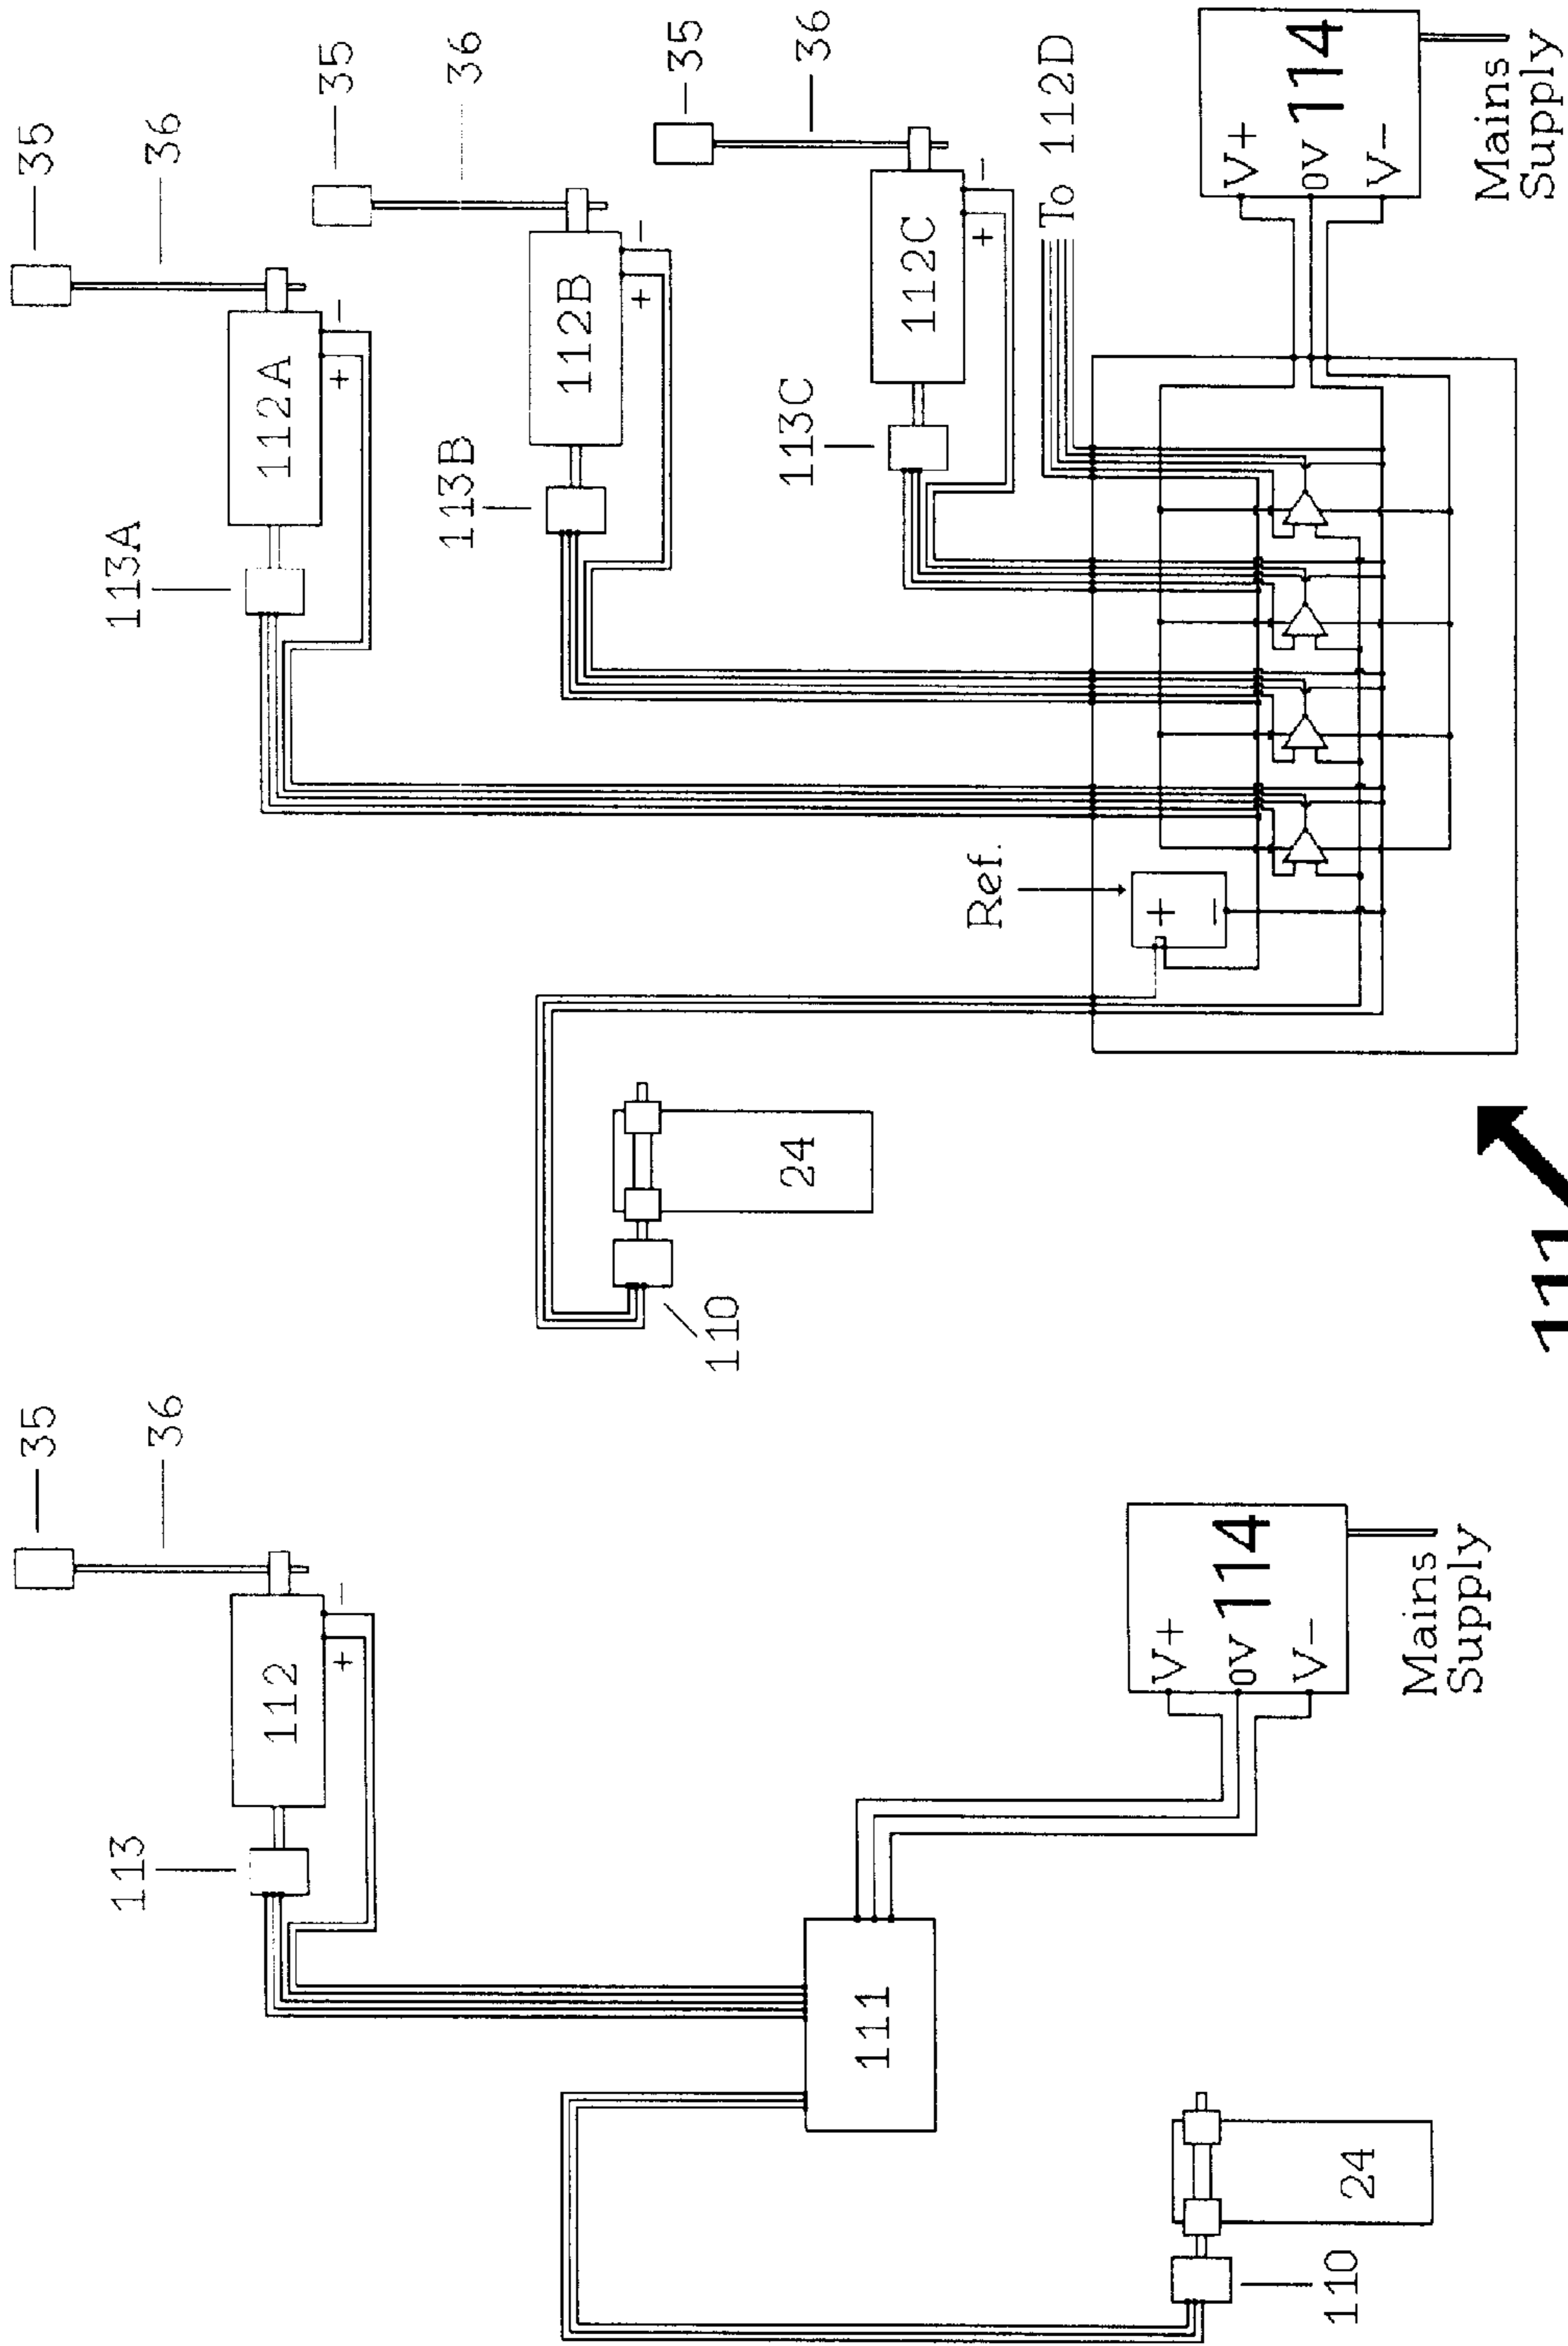 35
36
113
112
+
-
111
V+
0V
V-
114
Mains
Supply
24
110
35
36
113A
112A
+
-
35
36
113B
112B
+
-
35
36
113C
112C
+
-
To 112D
Ref.
+
-
V+
0V
V-
114
Mains
Supply
24
110
111